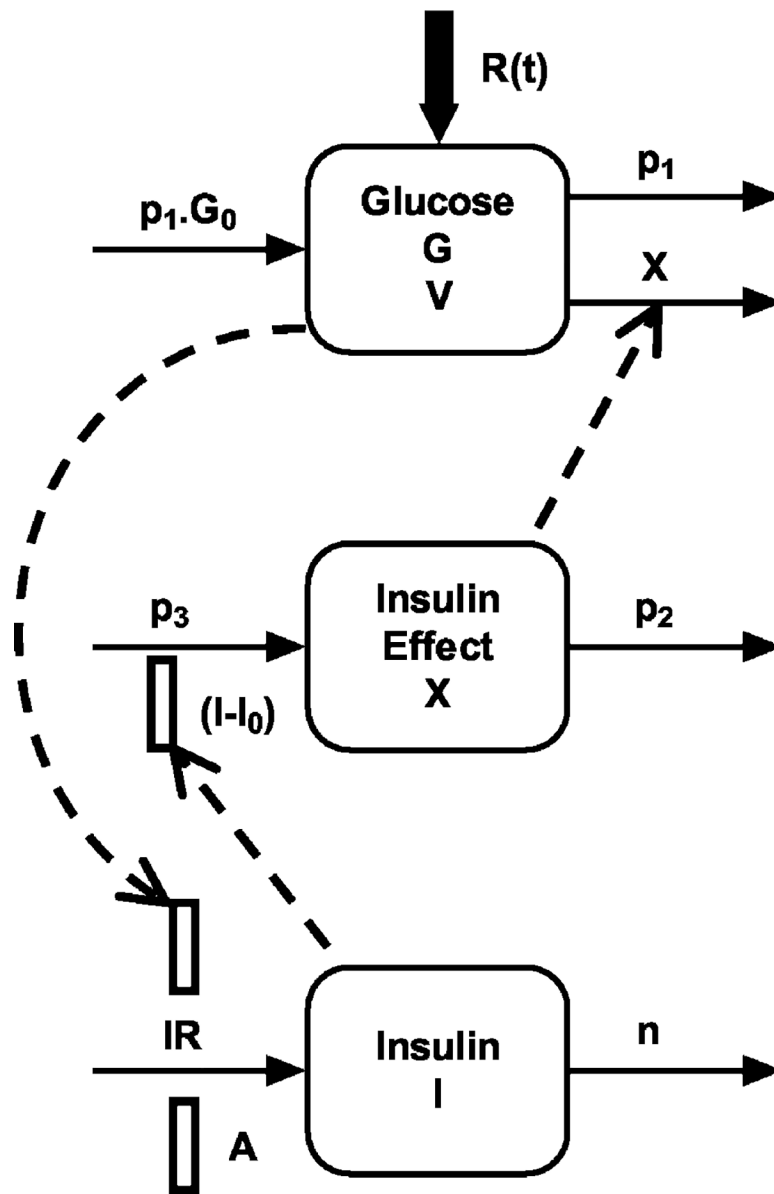 R(t)
p₁.G₀
Glucose
G
V
p₁
X
p₃
(I-I₀)
Insulin
Effect
X
p₂
IR
A
Insulin
I
n